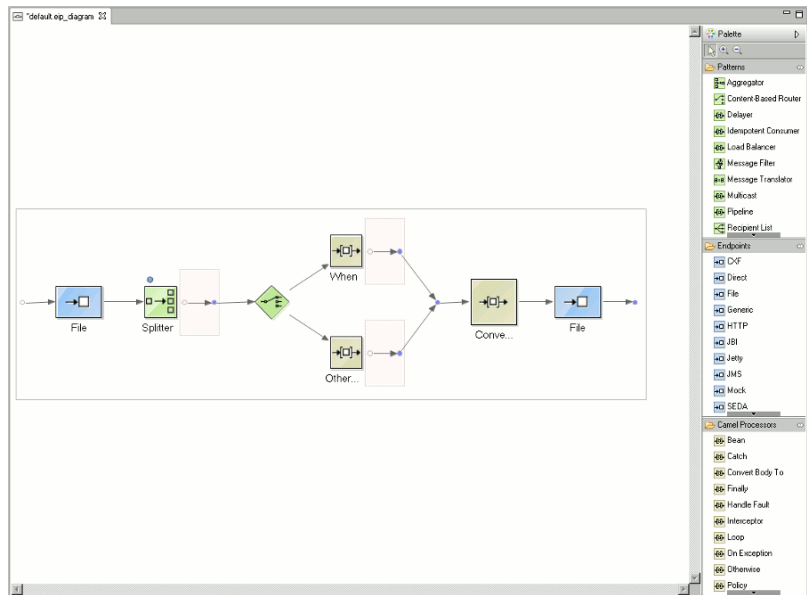 *default.eip_diagram
Palette
Patterns
Aggregator
Content-Based Router
Delayer
Idempotent Consumer
Load Balancer
Message Filter
Message Translator
Multicast
Pipeline
Recipient List
Endpoints
CXF
Direct
File
Generic
HTTP
JBI
Jetty
JMS
Mock
SEDA
Camel Processors
Bean
Catch
Convert Body To
Finally
Handle Fault
Interceptor
Loop
On Exception
Otherwise
Policy
File
Splitter
When
Other...
Conve...
File